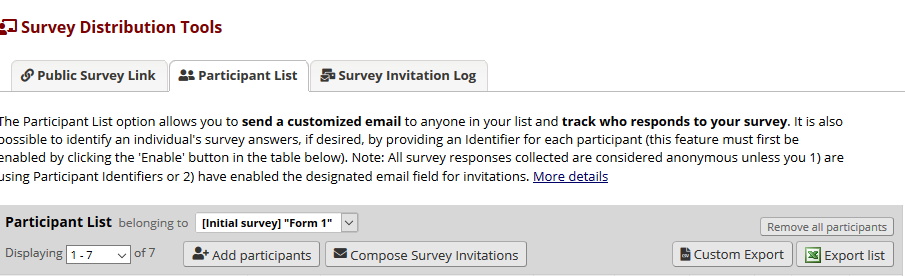 Survey Distribution Tools
Public Survey Link Participant List Survey Invitation Log
The Participant List option allows you to send a customized email to anyone in your list and track who responds to your survey. It is also
possible to identify an individual's survey answers, if desired, by providing an Identifier for each participant (this feature must first be
enabled by clicking the 'Enable' button in the table below). Note: All survey responses collected are considered anonymous unless you 1) are
using Participant Identifiers or 2) have enabled the designated email field for invitations. More details
Participant List belonging to [Initial survey] "Form 1"
Remove all participants
Displaying 1 - 7 of 7 Add participants Compose Survey Invitations Custom Export Export list